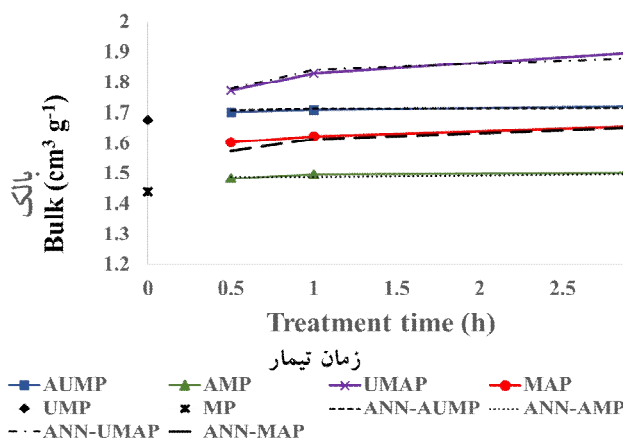 2
1.9
1.8
1.7
1.6
1.5
1.4
1.3
1.2
بالک
Bulk (cm³ g⁻¹)
0 0.5 1 1.5 2 2.5
Treatment time (h)
زمان تیمار
AUMP AMP UMAP MAP
UMP MP ANN-AUMP ANN-AMP
ANN-UMAP ANN-MAP